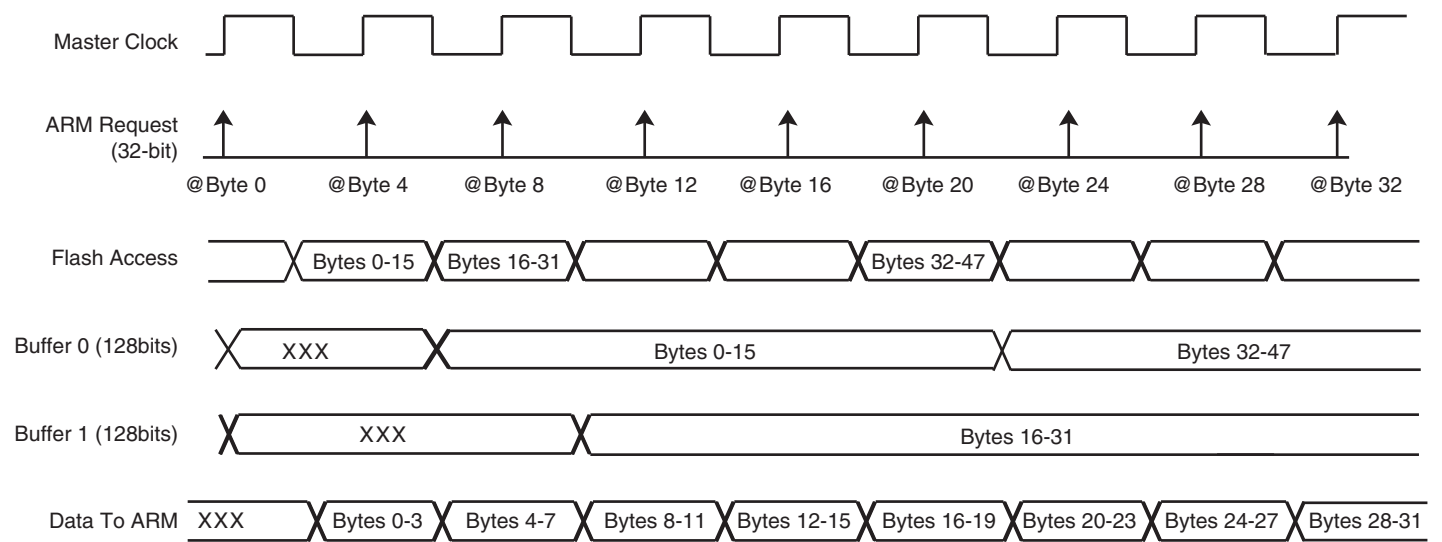 Master Clock
ARM Request
(32-bit)
@Byte 0 @Byte 4 @Byte 8 @Byte 12 @Byte 16 @Byte 20 @Byte 24 @Byte 28 @Byte 32
Flash Access Bytes 0-15 Bytes 16-31 Bytes 32-47
Buffer 0 (128bits) XXX Bytes 0-15 Bytes 32-47
Buffer 1 (128bits) XXX Bytes 16-31
Data To ARM XXX Bytes 0-3 Bytes 4-7 Bytes 8-11 Bytes 12-15 Bytes 16-19 Bytes 20-23 Bytes 24-27 Bytes 28-31